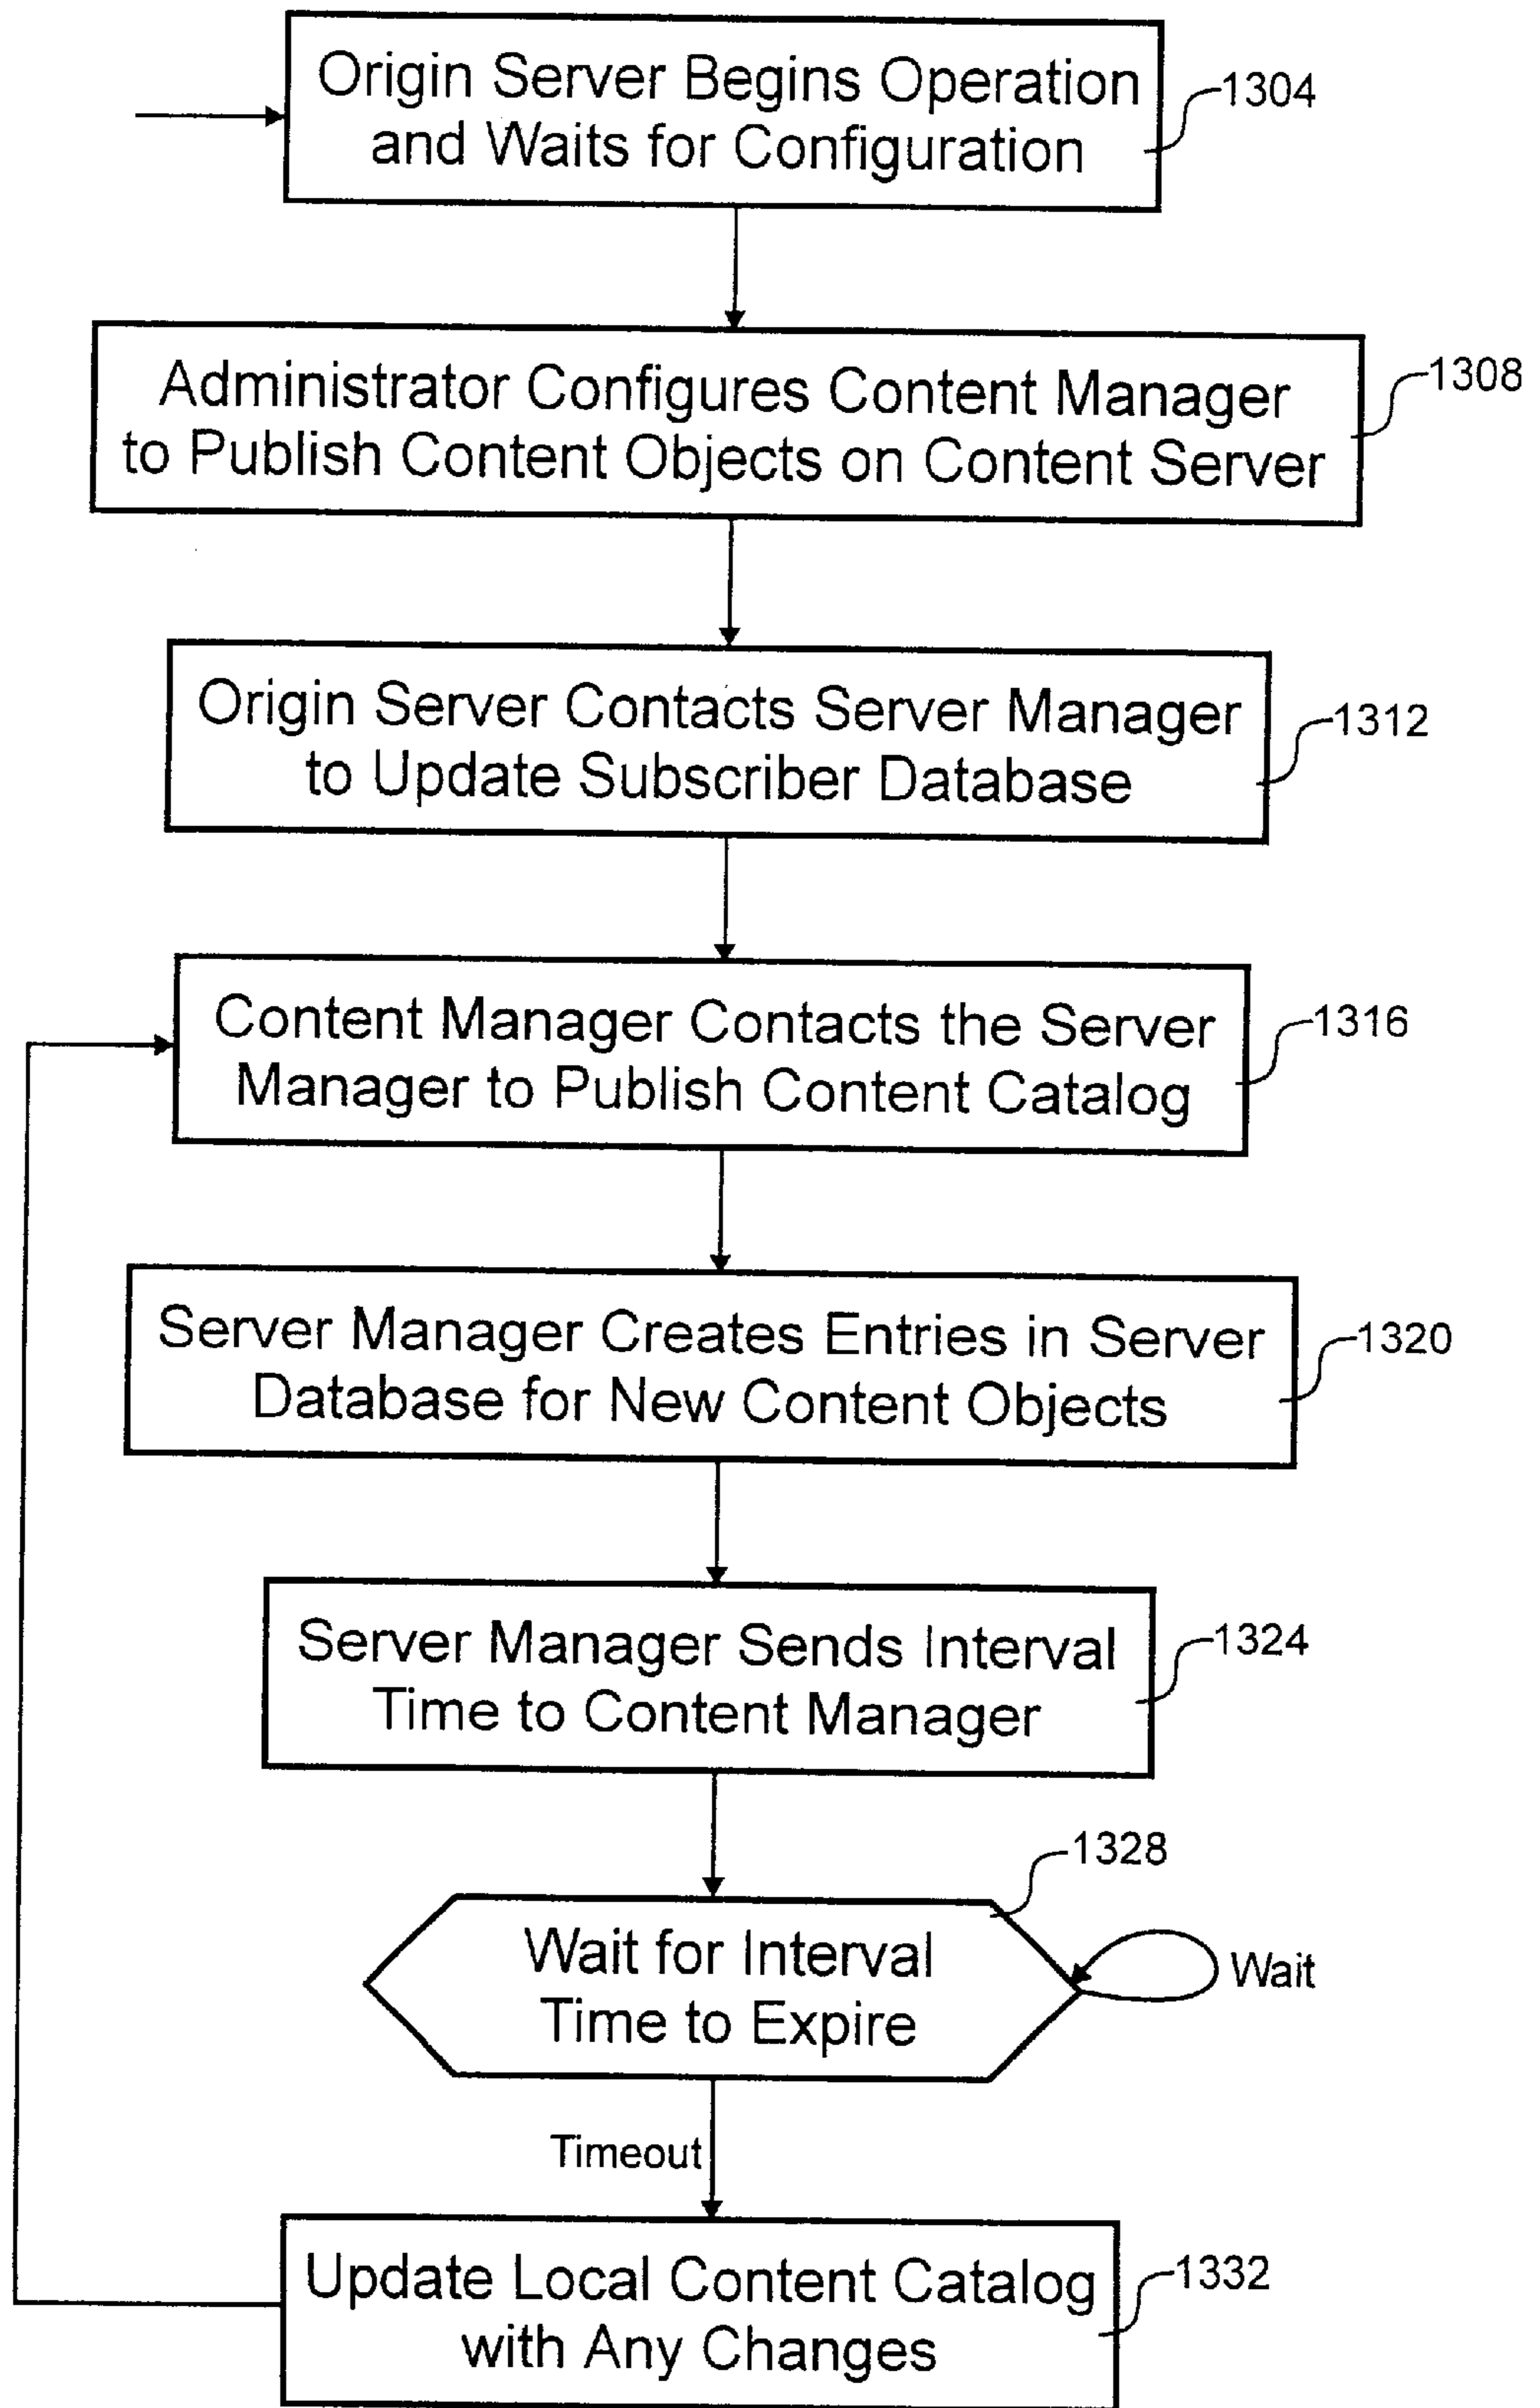 Origin Server Begins Operation
and Waits for Configuration
1304
Administrator Configures Content Manager
to Publish Content Objects on Content Server
1308
Origin Server Contacts Server Manager
to Update Subscriber Database
1312
Content Manager Contacts the Server
Manager to Publish Content Catalog
1316
Server Manager Creates Entries in Server
Database for New Content Objects
1320
Server Manager Sends Interval
Time to Content Manager
1324
1328
Wait for Interval
Time to Expire
Wait
Timeout
Update Local Content Catalog
with Any Changes
1332